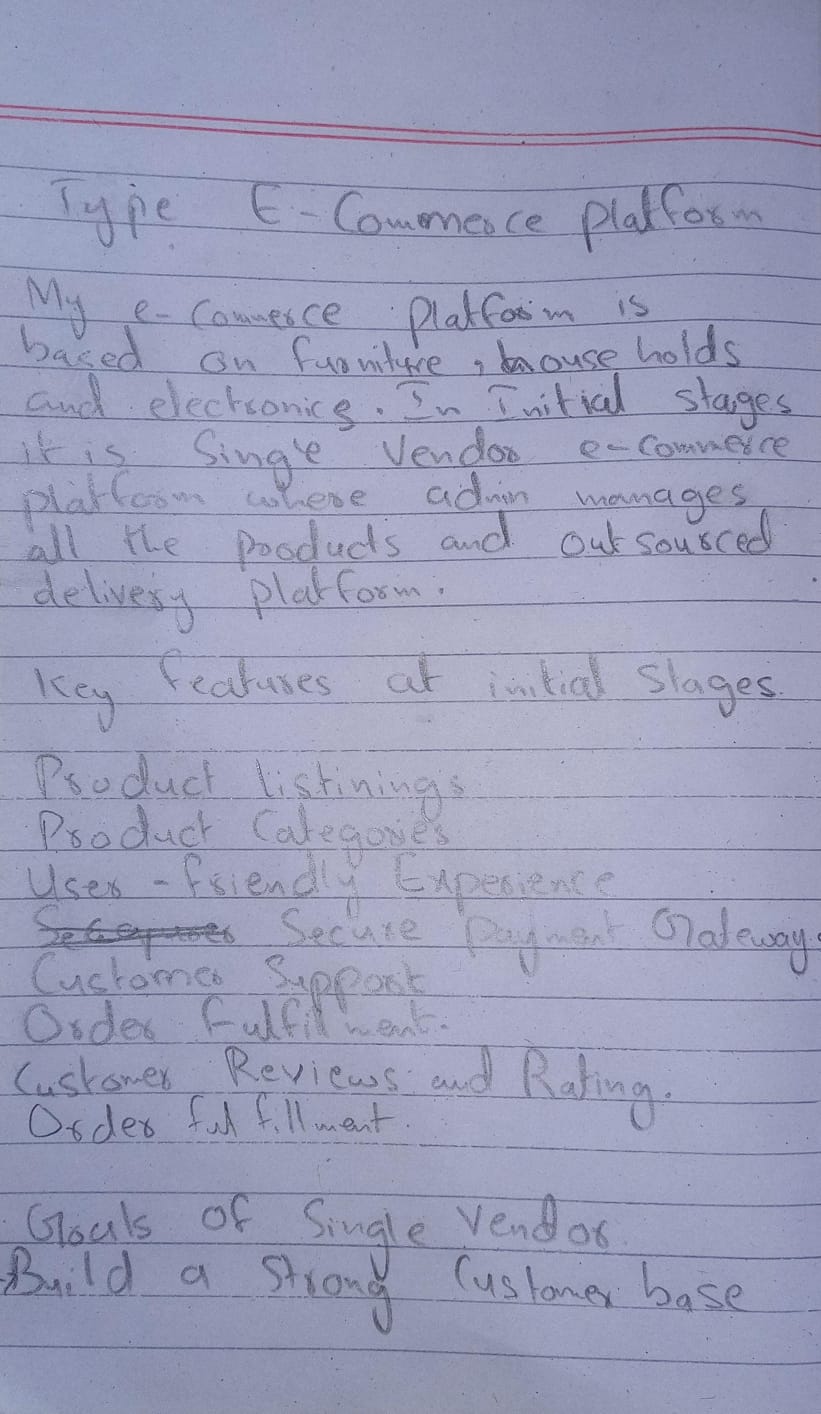 Type E-Commerce Platform
My e-commerce platform is
based on furniture, house holds
and electronics. In Initial stages
it is Single Vendor e-commerce
platform where admin manages
all the products and out sourced
delivery platform.
Key features at initial Stages.
Product listinings
Product Categories
User-friendly Experience
Secure Payment Gateway
Customer Support
Order fulfillment.
Customer Reviews and Rating.
Order fulfillment.
Goals of Single Vendor.
Build a strong Customer base